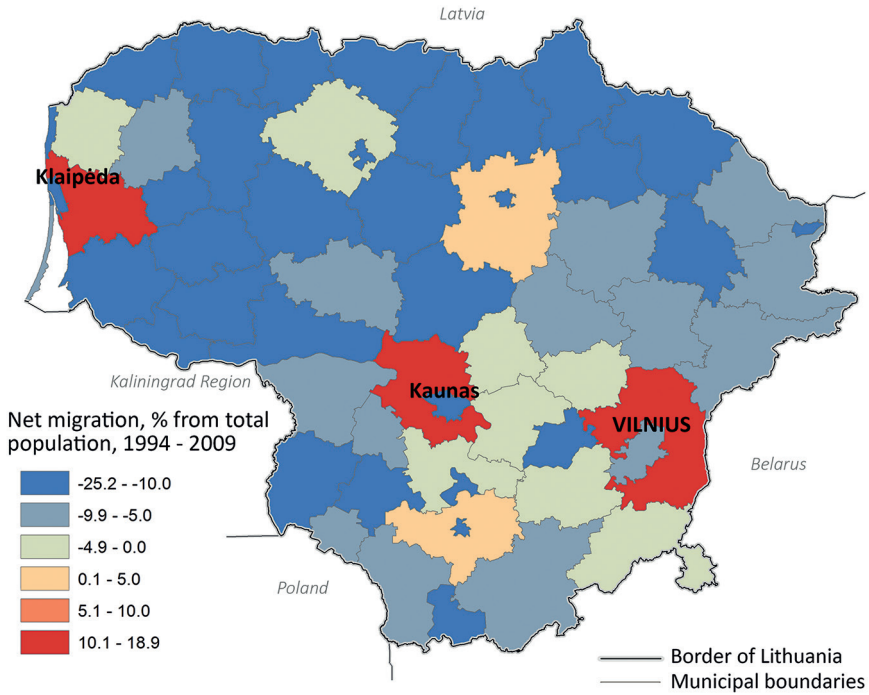 Latvia
Klaipėda
Kaliningrad Region
Kaunas
VILNIUS
Net migration, % from total
population, 1994 - 2009
-25.2 - -10.0
-9.9 - -5.0
-4.9 - 0.0
0.1 - 5.0
5.1 - 10.0
10.1 - 18.9
Belarus
Poland
Border of Lithuania
Municipal boundaries